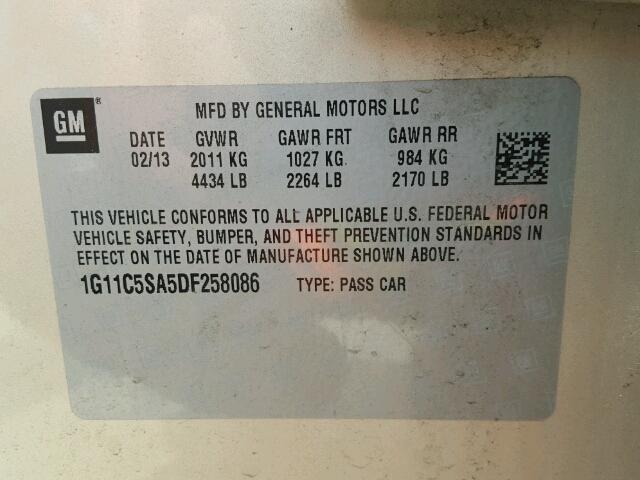 GM ®
MFD BY GENERAL MOTORS LLC
DATE GVWR GAWR FRT GAWR RR
02/13 2011 KG 1027 KG 984 KG
4434 LB 2264 LB 2170 LB
THIS VEHICLE CONFORMS TO ALL APPLICABLE U.S. FEDERAL MOTOR
VEHICLE SAFETY, BUMPER, AND THEFT PREVENTION STANDARDS IN
EFFECT ON THE DATE OF MANUFACTURE SHOWN ABOVE.
1G11C5SA5DF258086 TYPE: PASS CAR